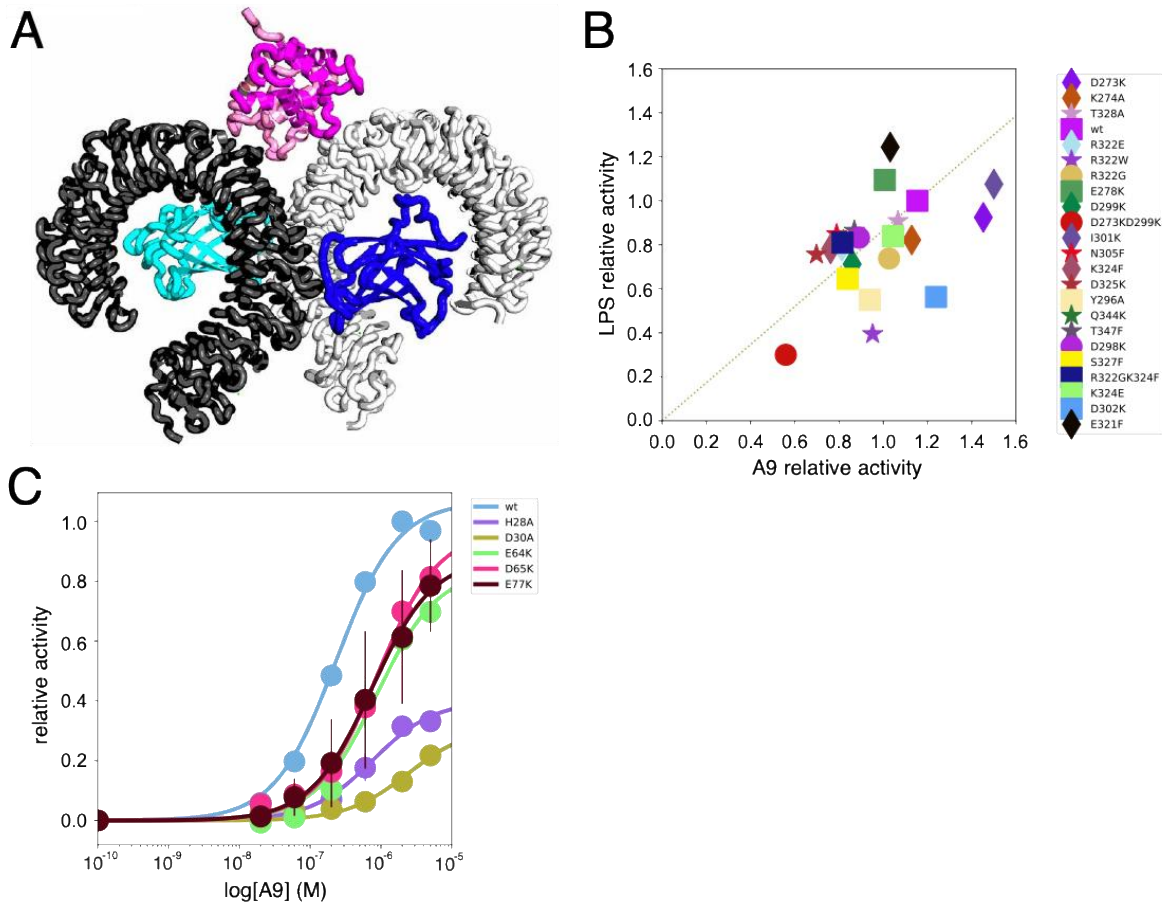 A
B
1.6
1.4
1.2
1.0
0.8
0.6
0.4
0.2
0.0
LPS relative activity
0.0 0.2 0.4 0.6 0.8 1.0 1.2 1.4 1.6
A9 relative activity
D273K
K274A
T328A
wt
R322E
R322W
R322G
E278K
D299K
D273KD299K
I301K
N305F
K324F
D325K
Y296A
Q344K
T347F
D298K
S327F
R322GK324F
K324E
D302K
E321F
C
1.0
0.8
0.6
0.4
0.2
0.0
relative activity
10⁻¹⁰ 10⁻⁹ 10⁻⁸ 10⁻⁷ 10⁻⁶ 10⁻⁵
log[A9] (M)
wt
H28A
D30A
E64K
D65K
E77K